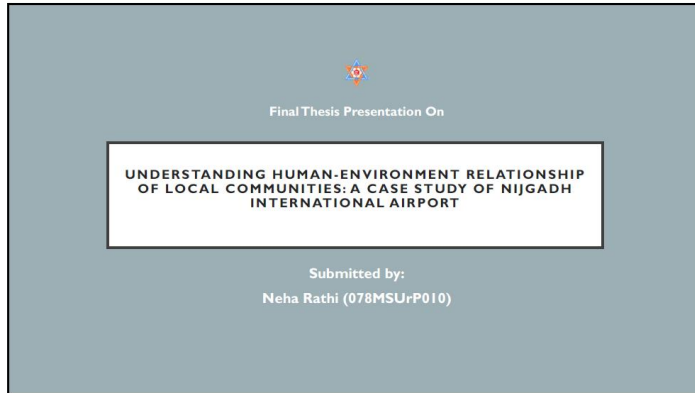 Final Thesis Presentation On
UNDERSTANDING HUMAN-ENVIRONMENT RELATIONSHIP
OF LOCAL COMMUNITIES: A CASE STUDY OF NIJGADH
INTERNATIONAL AIRPORT
Submitted by:
Neha Rathi (078MSUrP010)